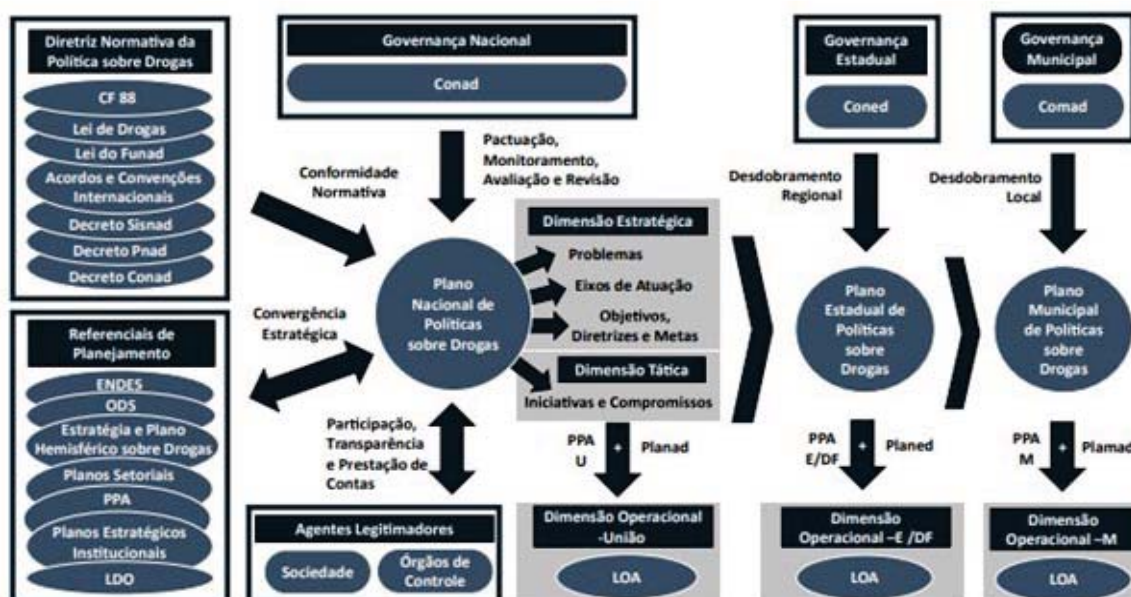 Diretriz Normativa da
Política sobre Drogas
CF 88
Lei de Drogas
Lei do Funad
Acordos e Convenções
Internacionais
Decreto Sisnad
Decreto Pnad
Decreto Conad
Governança Nacional
Conad
Governança
Estadual
Coned
Governança
Municipal
Comad
Conformidade
Normativa
Pactuação,
Monitoramento,
Avaliação e Revisão
Desdobramento
Regional
Desdobramento
Local
Plano
Nacional de
Políticas
sobre Drogas
Dimensão Estratégica
Problemas
Eixos de Atuação
Objetivos,
Diretrizes e Metas
Dimensão Tática
Iniciativas e Compromissos
Plano
Estadual de
Políticas
sobre
Drogas
Plano
Municipal
de Políticas
sobre
Drogas
Convergência
Estratégica
Referenciais de
Planejamento
ENDES
ODS
Estratégia e Plano
Hemisférico sobre Drogas
Planos Setoriais
PPA
Planos Estratégicos
Institucionais
LDO
Participação,
Transparência
e Prestação de
Contas
Agentes Legitimadores
Sociedade
Órgãos de
Controle
PPA + Planad
U
Dimensão Operacional
-União
LOA
PPA + Planed
E/DF
Dimensão
Operacional –E /DF
LOA
PPA + Plamad
M
Dimensão
Operacional –M
LOA